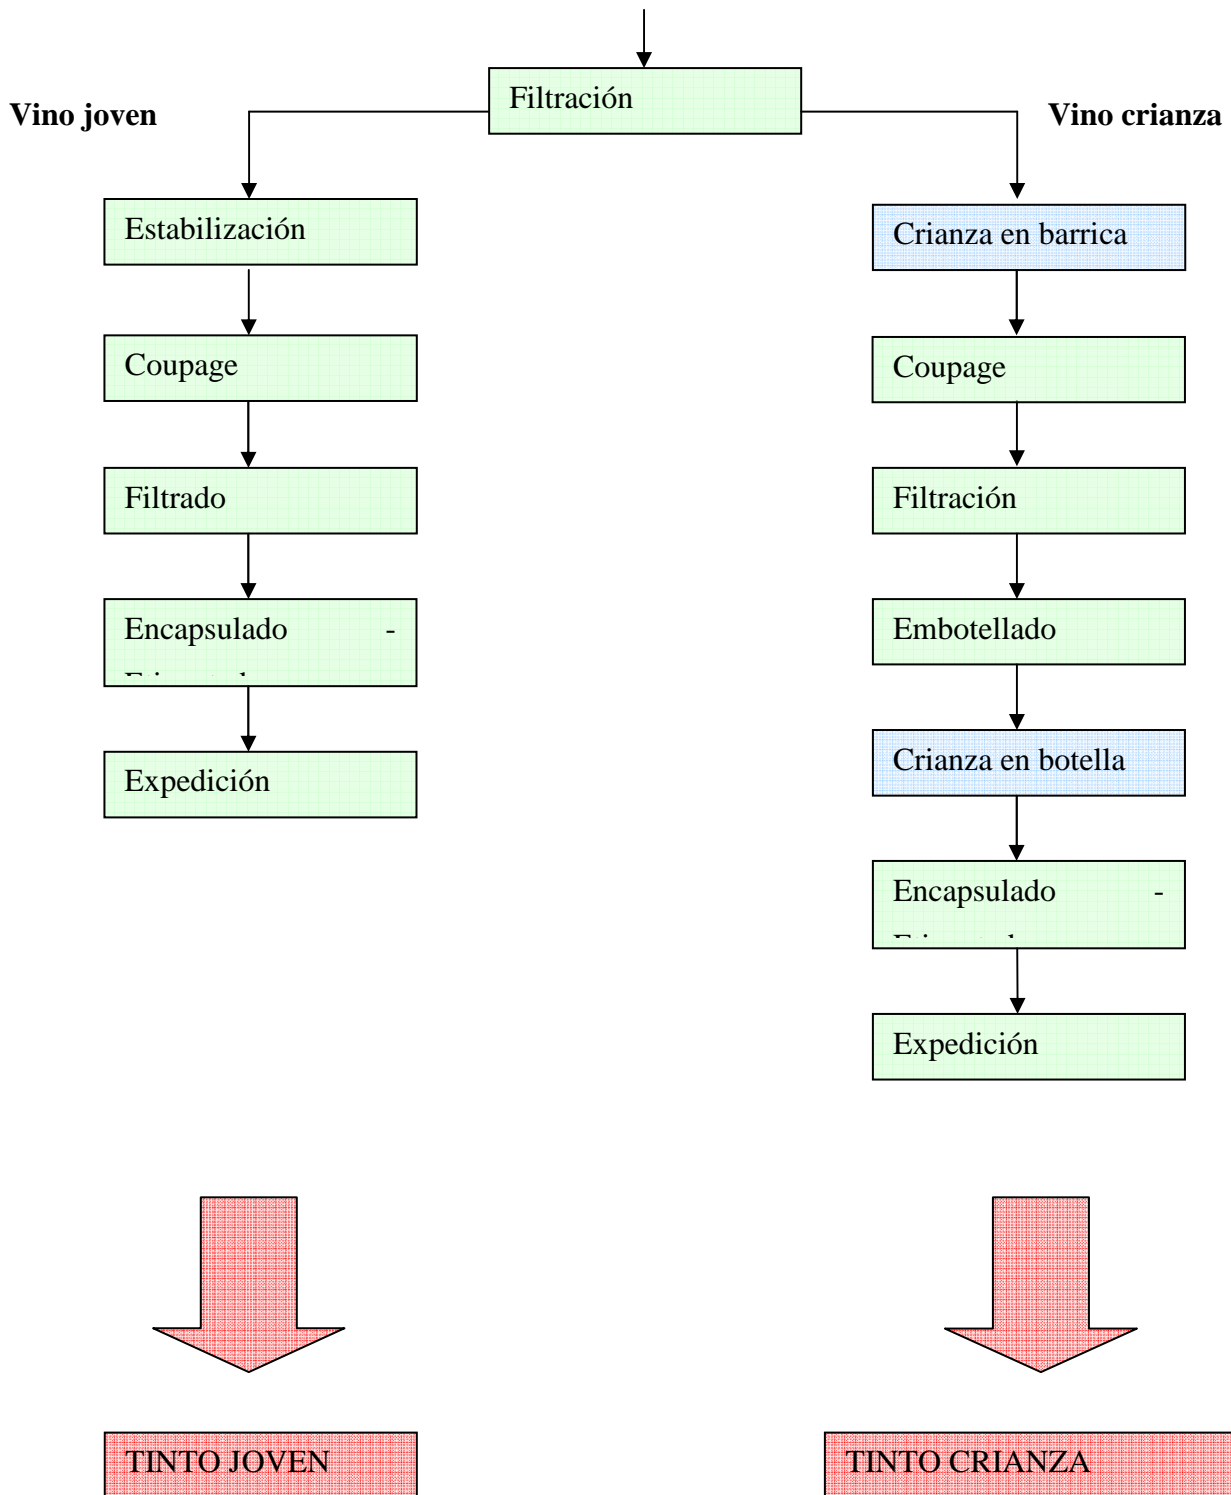 Filtración
Vino joven
Vino crianza
Estabilización
Coupage
Filtrado
Encapsulado -
Expedición
Crianza en barrica
Coupage
Filtración
Embotellado
Crianza en botella
Encapsulado -
Expedición
TINTO JOVEN
TINTO CRIANZA